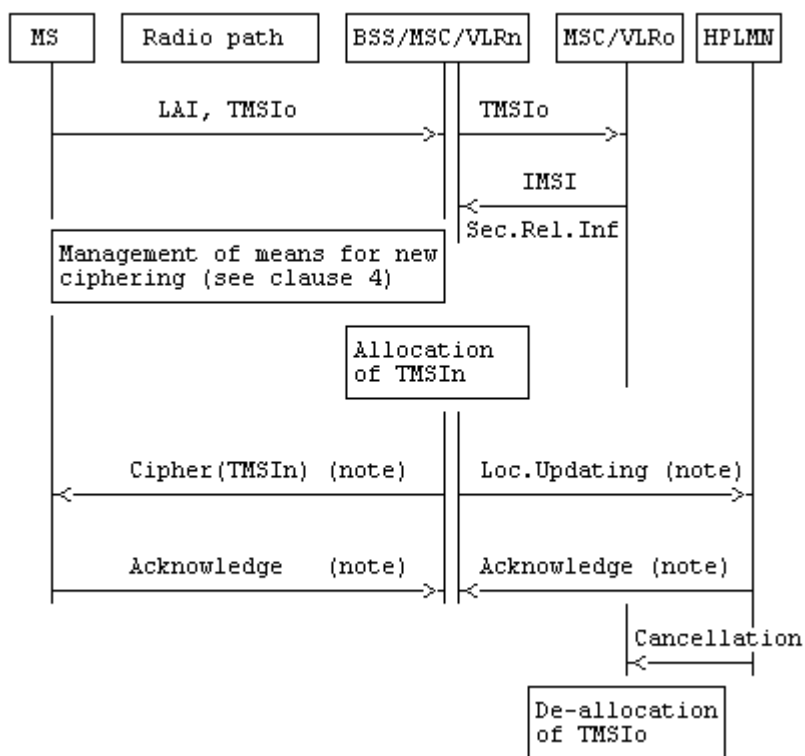 MS
Radio path
BSS/MSC/VLRn
MSC/VLRo
HPLMN
LAI, TMSIo
TMSIo
IMSI
Sec.Rel.Inf
Management of means for new
ciphering (see clause 4)
Allocation
of TMSIn
Cipher(TMSIn) (note)
Loc.Updating (note)
Acknowledge (note)
Acknowledge (note)
Cancellation
De-allocation
of TMSIo